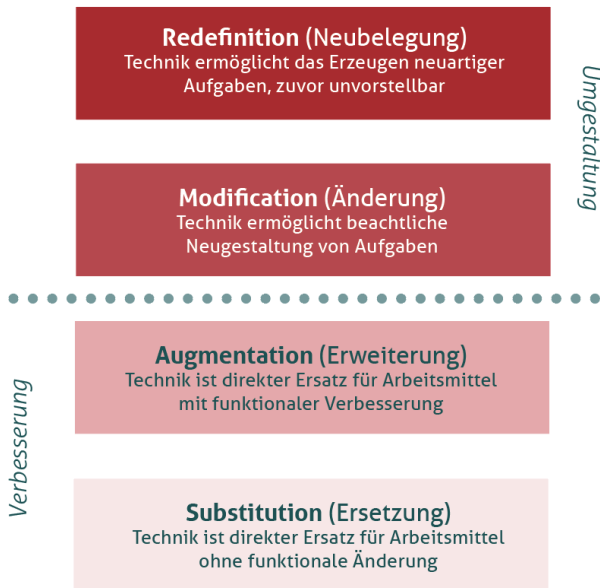 Redefinition (Neubelegung)
Technik ermöglicht das Erzeugen neuartiger
Aufgaben, zuvor unvorstellbar
Umgestaltung
Modification (Änderung)
Technik ermöglicht beachtliche
Neugestaltung von Aufgaben
Augmentation (Erweiterung)
Technik ist direkter Ersatz für Arbeitsmittel
mit funktionaler Verbesserung
Verbesserung
Substitution (Ersetzung)
Technik ist direkter Ersatz für Arbeitsmittel
ohne funktionale Änderung